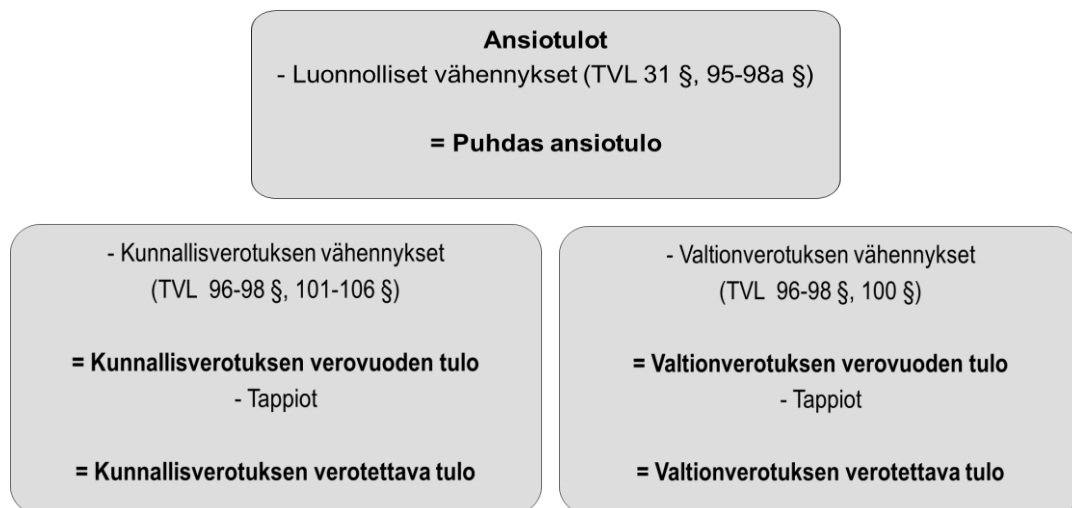 Ansiotulot
- Luonnolliset vähennykset (TVL 31 §, 95-98a §)
= Puhdas ansiotulo
- Kunnallisverotuksen vähennykset
(TVL 96-98 §, 101-106 §)
= Kunnallisverotuksen verovuoden tulo
- Tappiot
= Kunnallisverotuksen verotettava tulo
- Valtionverotuksen vähennykset
(TVL 96-98 §, 100 §)
= Valtionverotuksen verovuoden tulo
- Tappiot
= Valtionverotuksen verotettava tulo